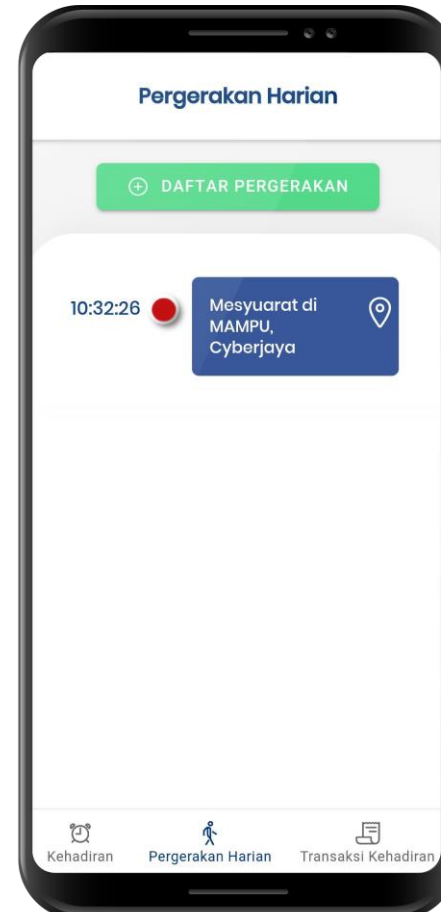 Pergerakan Harian
DAFTAR PERGERAKAN
10:32:26
Mesyuarat di
MAMPU,
Cyberjaya
Kehadiran
Pergerakan Harian
Transaksi Kehadiran